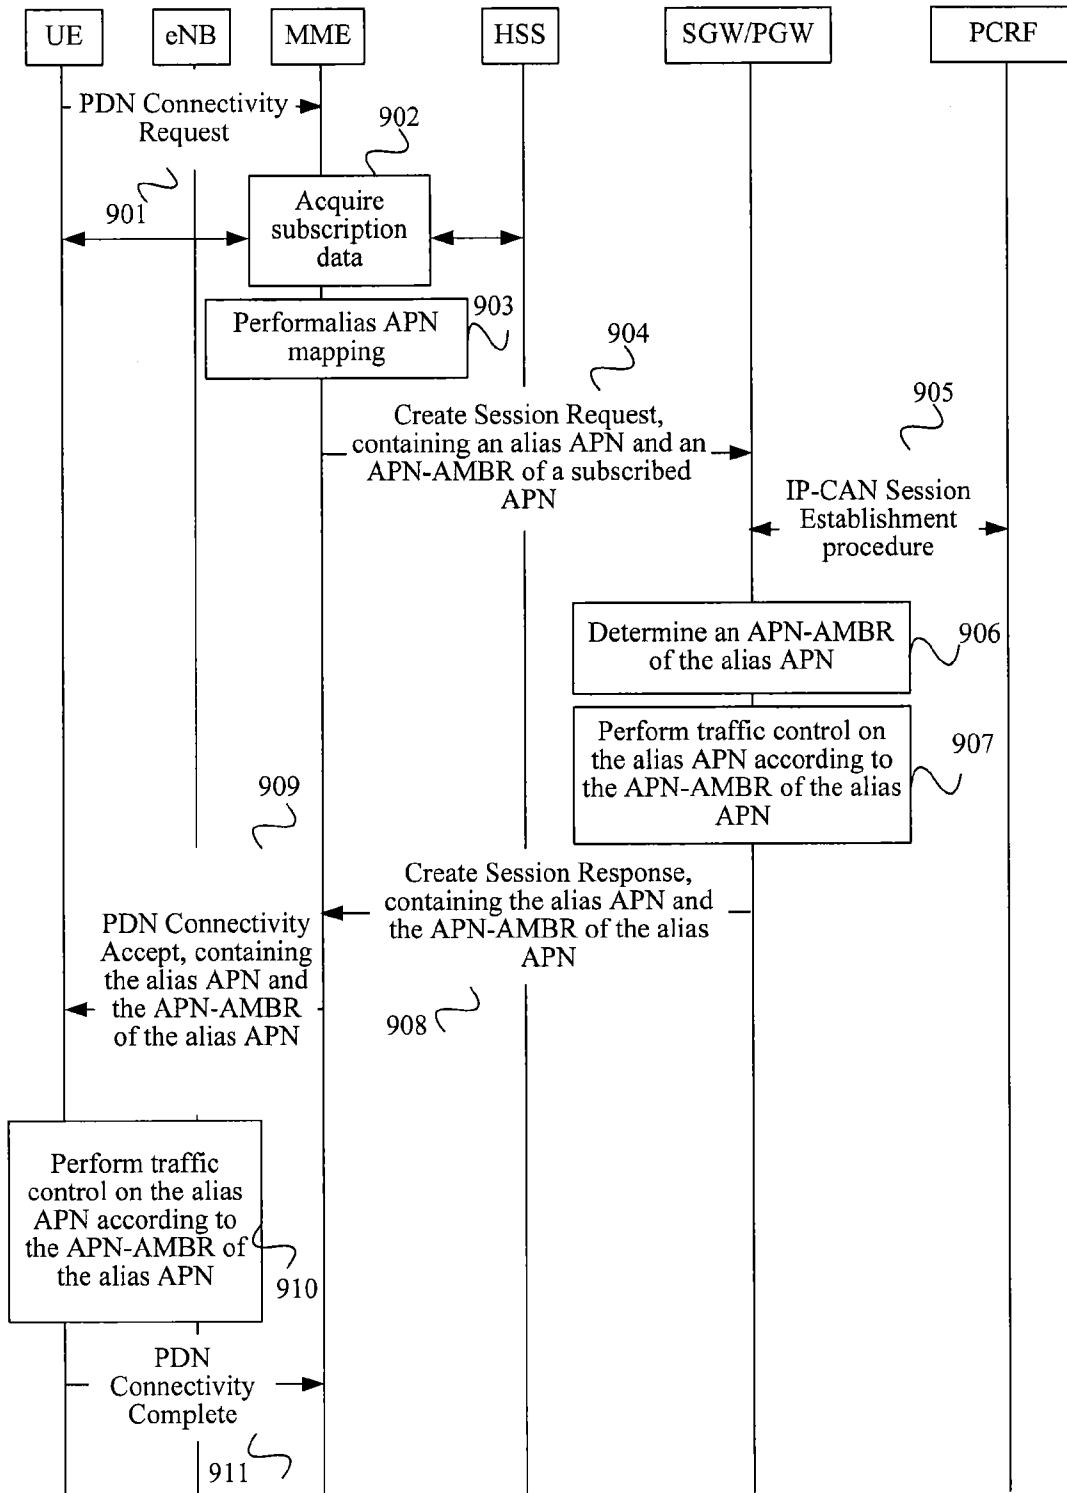 UE
eNB
MME
HSS
SGW/PGW
PCRF
PDN Connectivity
Request
901
902
Acquire
subscription
data
Performalias APN
mapping
903
904
Create Session Request,
containing an alias APN and an
APN-AMBR of a subscribed
APN
905
IP-CAN Session
Establishment
procedure
Determine an APN-AMBR
of the alias APN
906
Perform traffic control on
the alias APN according to
the APN-AMBR of the alias
APN
907
Create Session Response,
containing the alias APN and
the APN-AMBR of the alias
APN
908
909
PDN Connectivity
Accept, containing
the alias APN and
the APN-AMBR
of the alias APN
Perform traffic
control on the alias
APN according to
the APN-AMBR of
the alias APN
910
PDN
Connectivity
Complete
911